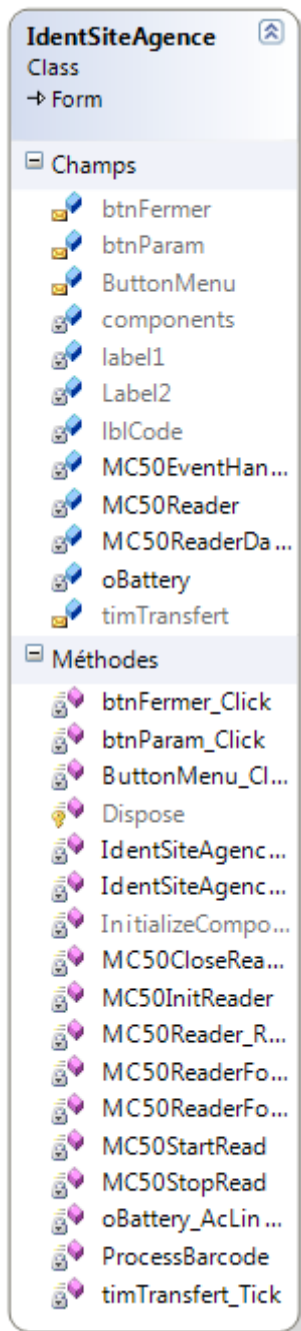 IdentSiteAgence
Class
Form
Champs
btnFermer
btnParam
ButtonMenu
components
label1
Label2
lblCode
MC50EventHan...
MC50Reader
MC50ReaderDa...
oBattery
timTransfert
Méthodes
btnFermer_Click
btnParam_Click
ButtonMenu_Cl...
Dispose
IdentSiteAgenc...
IdentSiteAgenc...
InitializeCompo...
MC50CloseRea...
MC50InitReader
MC50Reader_R...
MC50ReaderFo...
MC50ReaderFo...
MC50StartRead
MC50StopRead
oBattery_AcLin...
ProcessBarcode
timTransfert_Tick